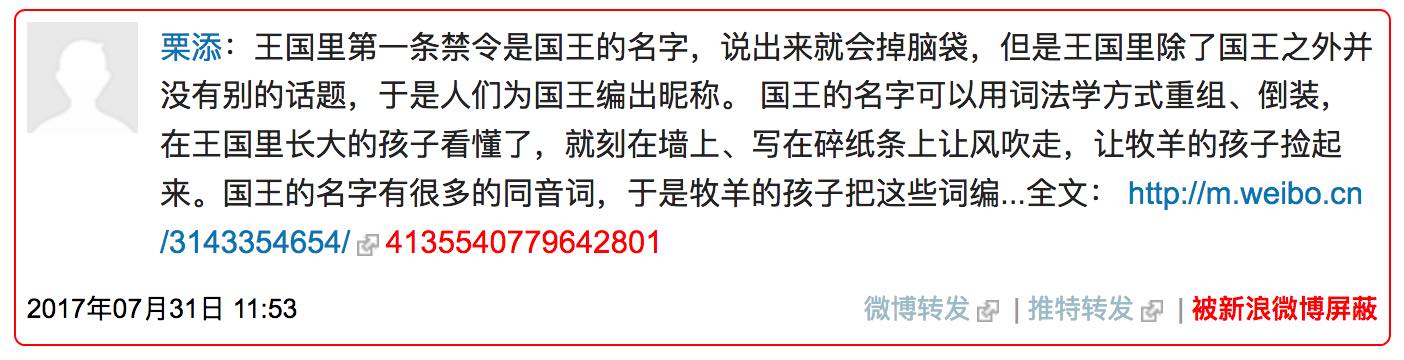 栗添：王国里第一条禁令是国王的名字，说出来就会掉脑袋，但是王国里除了国王之外并
没有别的话题，于是人们为国王编出昵称。 国王的名字可以用词法学方式重组、倒装，
在王国里长大的孩子看懂了，就刻在墙上、写在碎纸条上让风吹走，让牧羊的孩子捡起
来。国王的名字有很多的同音词，于是牧羊的孩子把这些词编...全文： http://m.weibo.cn
/3143354654/ 4135540779642801
2017年07月31日 11:53 微博转发 | 推特转发 | 被新浪微博屏蔽